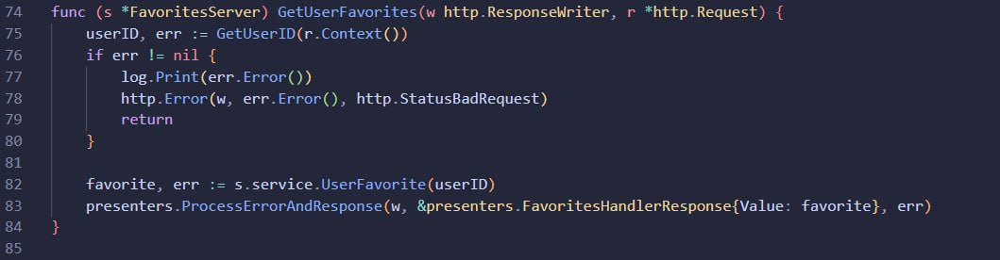 74 func (s *FavoritesServer) GetUserFavorites(w http.ResponseWriter, r *http.Request) {
75     userID, err := GetUserID(r.Context())
76     if err != nil {
77         log.Print(err.Error())
78         http.Error(w, err.Error(), http.StatusBadRequest)
79         return
80     }
81
82     favorite, err := s.service.UserFavorite(userID)
83     presenters.ProcessErrorAndResponse(w, &presenters.FavoritesHandlerResponse{Value: favorite}, err)
84 }
85